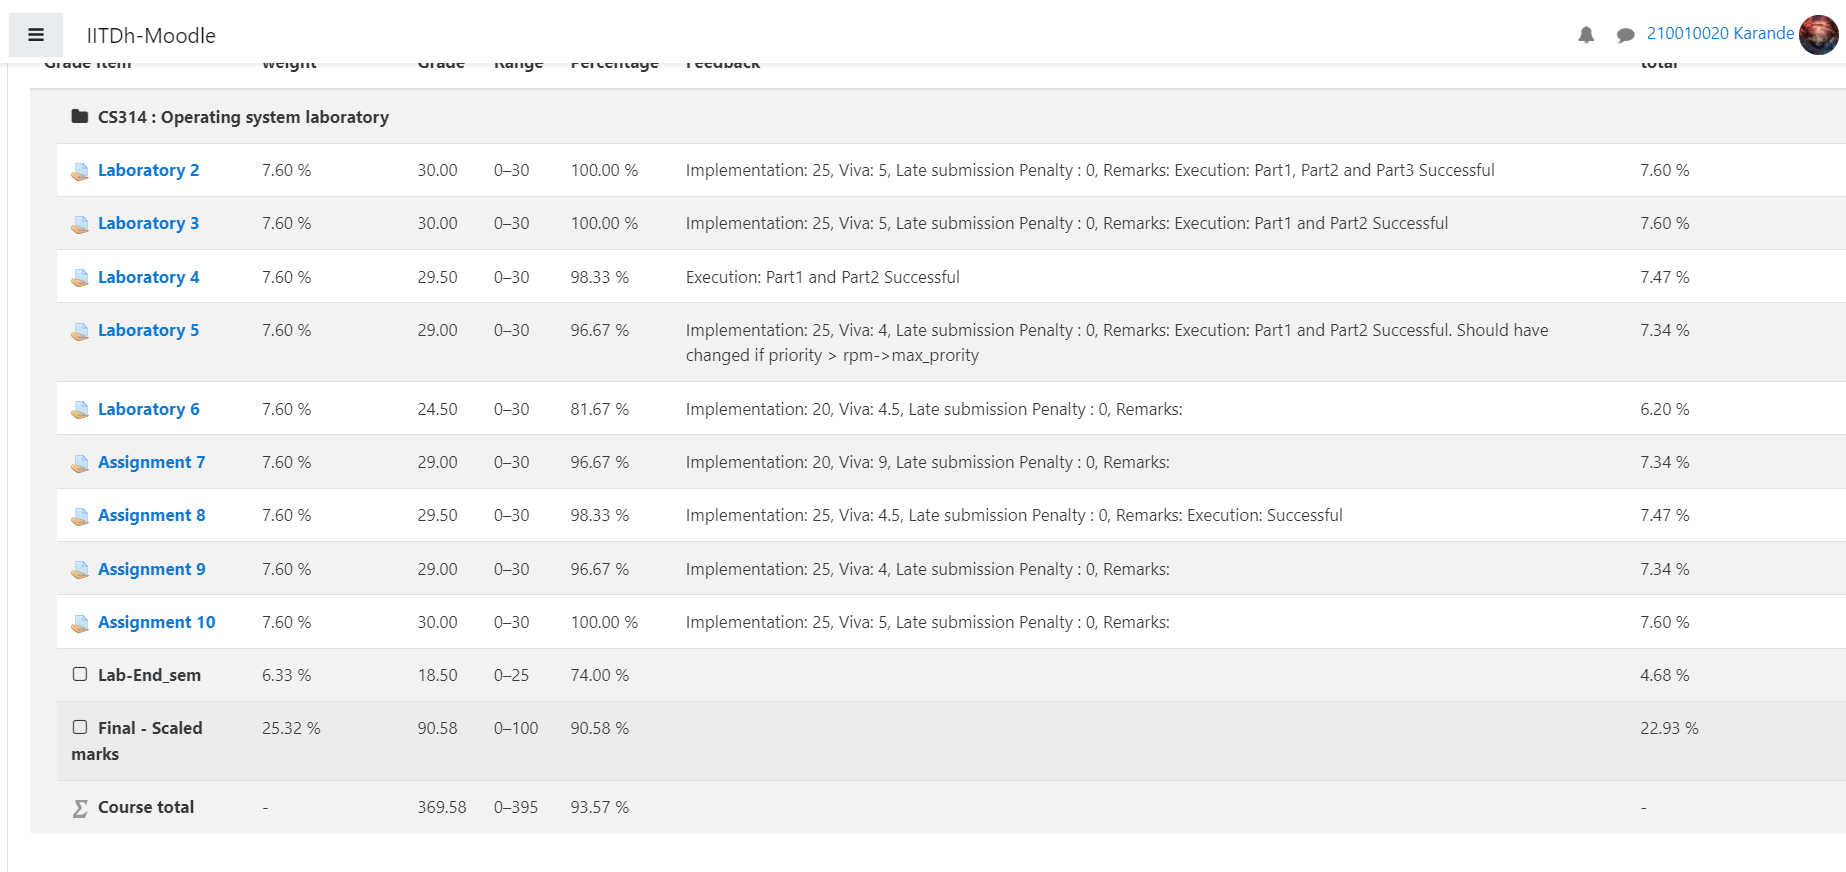 IITDh-Moodle
210010020 Karande
Grade item weight Grade Range Percentage Feedback total
CS314 : Operating system laboratory
Laboratory 2 7.60 % 30.00 0–30 100.00 % Implementation: 25, Viva: 5, Late submission Penalty : 0, Remarks: Execution: Part1, Part2 and Part3 Successful 7.60 %
Laboratory 3 7.60 % 30.00 0–30 100.00 % Implementation: 25, Viva: 5, Late submission Penalty : 0, Remarks: Execution: Part1 and Part2 Successful 7.60 %
Laboratory 4 7.60 % 29.50 0–30 98.33 % Execution: Part1 and Part2 Successful 7.47 %
Laboratory 5 7.60 % 29.00 0–30 96.67 % Implementation: 25, Viva: 4, Late submission Penalty : 0, Remarks: Execution: Part1 and Part2 Successful. Should have 7.34 %
changed if priority > rpm->max_prority
Laboratory 6 7.60 % 24.50 0–30 81.67 % Implementation: 20, Viva: 4.5, Late submission Penalty : 0, Remarks: 6.20 %
Assignment 7 7.60 % 29.00 0–30 96.67 % Implementation: 20, Viva: 9, Late submission Penalty : 0, Remarks: 7.34 %
Assignment 8 7.60 % 29.50 0–30 98.33 % Implementation: 25, Viva: 4.5, Late submission Penalty : 0, Remarks: Execution: Successful 7.47 %
Assignment 9 7.60 % 29.00 0–30 96.67 % Implementation: 25, Viva: 4, Late submission Penalty : 0, Remarks: 7.34 %
Assignment 10 7.60 % 30.00 0–30 100.00 % Implementation: 25, Viva: 5, Late submission Penalty : 0, Remarks: 7.60 %
Lab-End_sem 6.33 % 18.50 0–25 74.00 % 4.68 %
Final - Scaled 25.32 % 90.58 0–100 90.58 % 22.93 %
marks
Course total - 369.58 0–395 93.57 % -